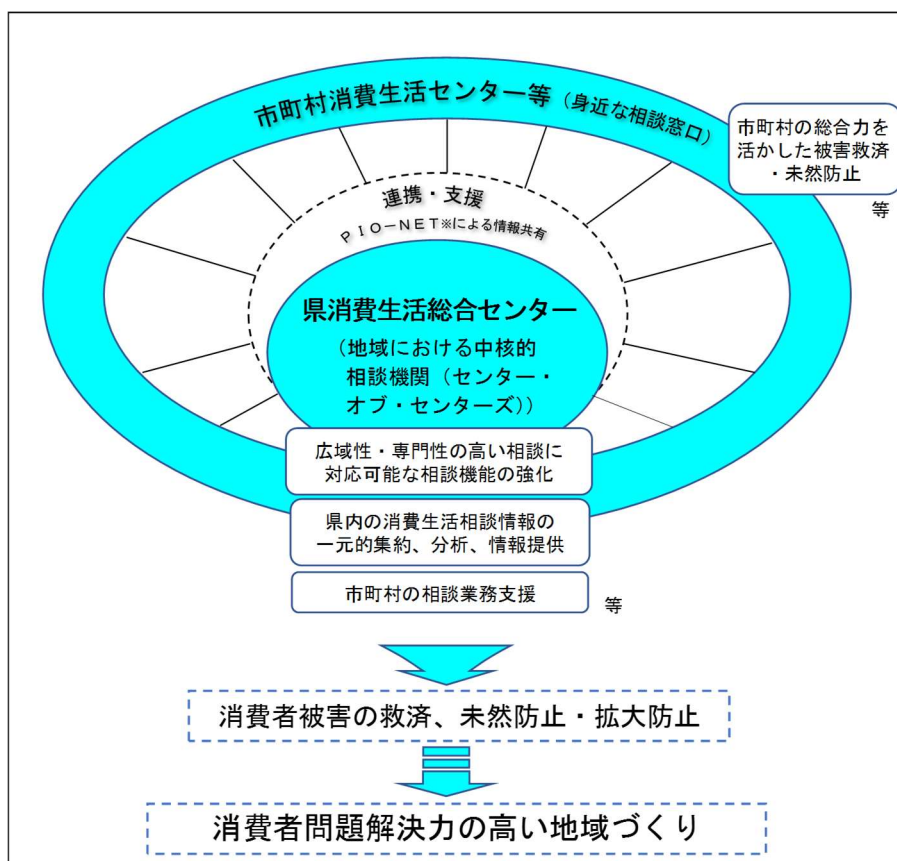 市町村消費生活センター等（身近な相談窓口）
市町村の総合力を
活かした被害救済
・未然防止
等
連携・支援
ＰＩＯ－ＮＥＴ※による情報共有
県消費生活総合センター
（地域における中核的
相談機関（センター・
オブ・センターズ））
広域性・専門性の高い相談に
対応可能な相談機能の強化
県内の消費生活相談情報の
一元的集約、分析、情報提供
市町村の相談業務支援
等
消費者被害の救済、未然防止・拡大防止
消費者問題解決力の高い地域づくり